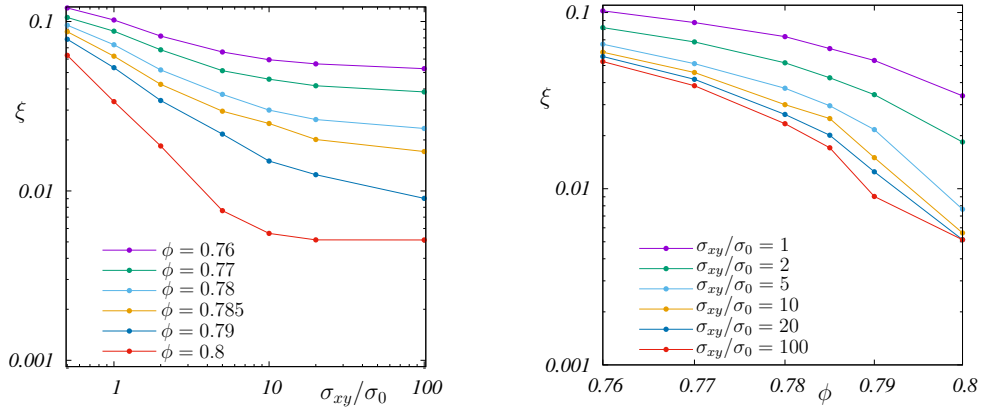 0.1
ξ
0.01
0.001
ϕ = 0.76
ϕ = 0.77
ϕ = 0.78
ϕ = 0.785
ϕ = 0.79
ϕ = 0.8
1 10 σxy/σ0 100
0.1
ξ
0.01
0.001
σxy/σ0 = 1
σxy/σ0 = 2
σxy/σ0 = 5
σxy/σ0 = 10
σxy/σ0 = 20
σxy/σ0 = 100
0.76 0.77 0.78 ϕ 0.79 0.8